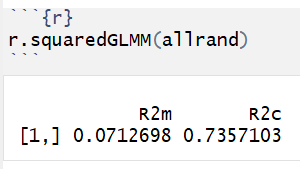 ```{r}
r.squaredGLMM(allrand)
```
R2m R2c
[1,] 0.0712698 0.7357103